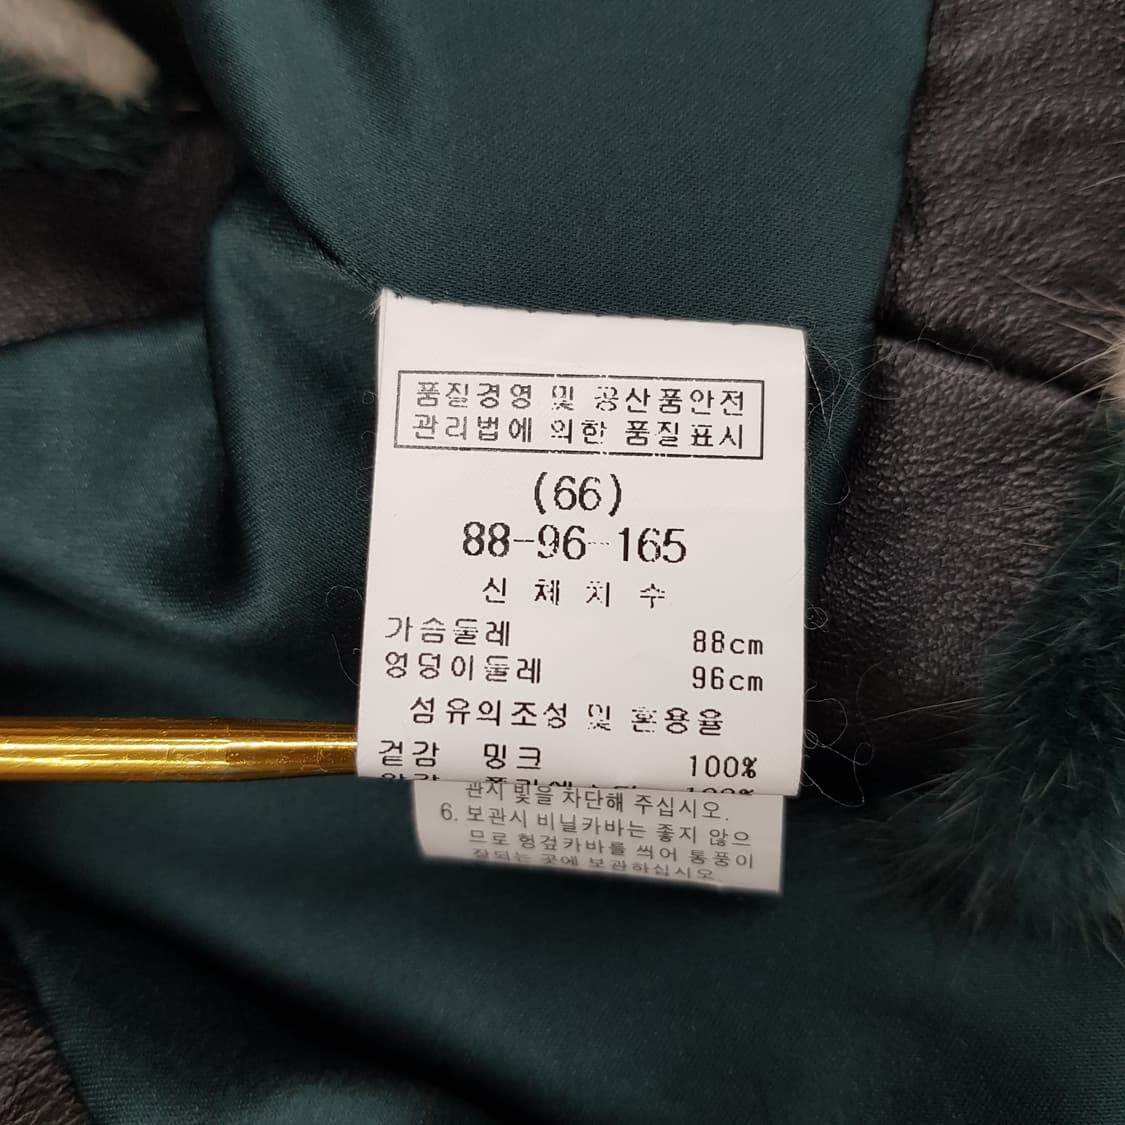 품질경영 및 공산품안전
관리법에 의한 품질표시
(66)
88-96-165
신 체 치 수
가슴둘레 88cm
엉덩이둘레 96cm
섬유의조성 및 혼용율
겉감 밍크 100%
안감 100%
관시 빛을 차단해 주십시오.
6. 보관시 비닐카바는 좋지 않으
므로 헝겊카바를 씌어 통풍이
잘되는 곳에 보관하십시오.